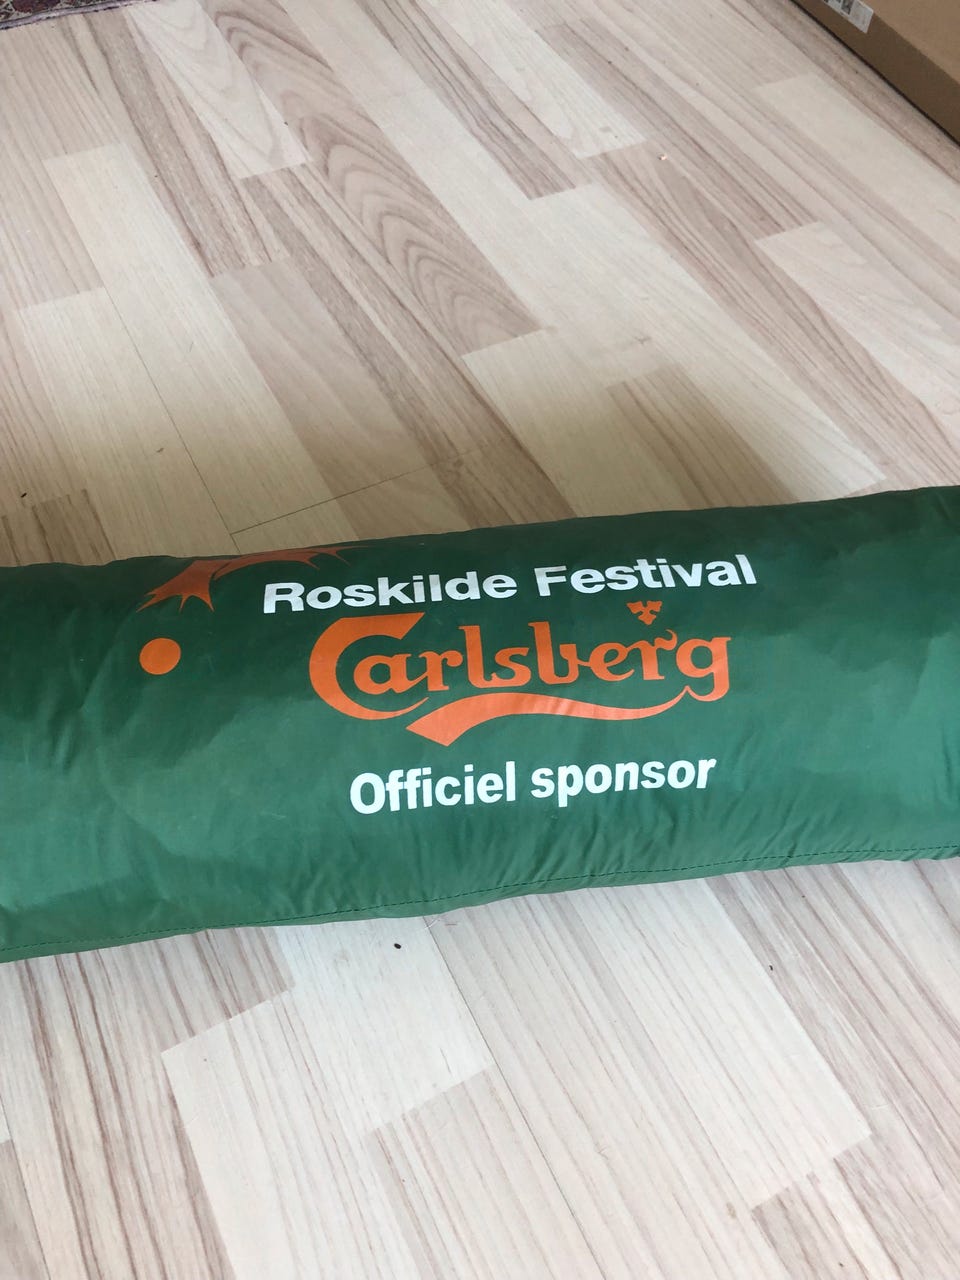 Roskilde Festival
Carlsberg
Officiel sponsor